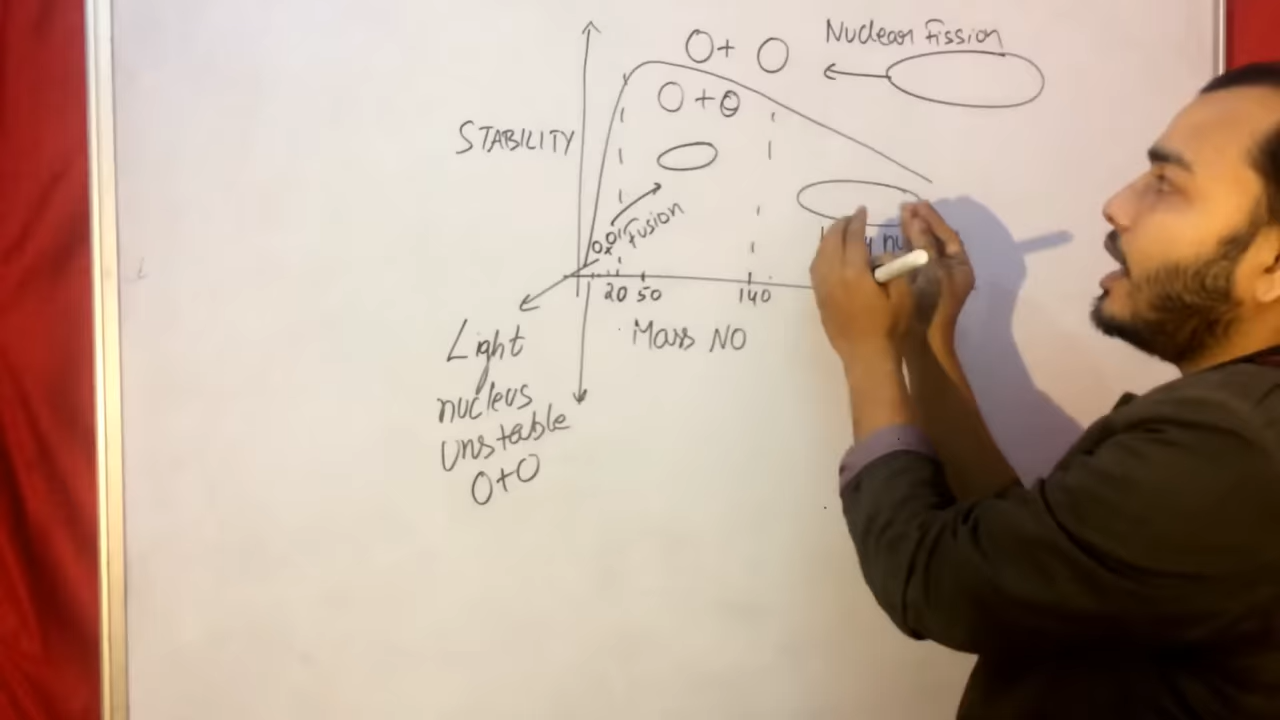 O + O
Nuclear Fission
O + O
STABILITY
Fusion
20 50
140
Mass NO
Light
nucleus
unstable
O+O